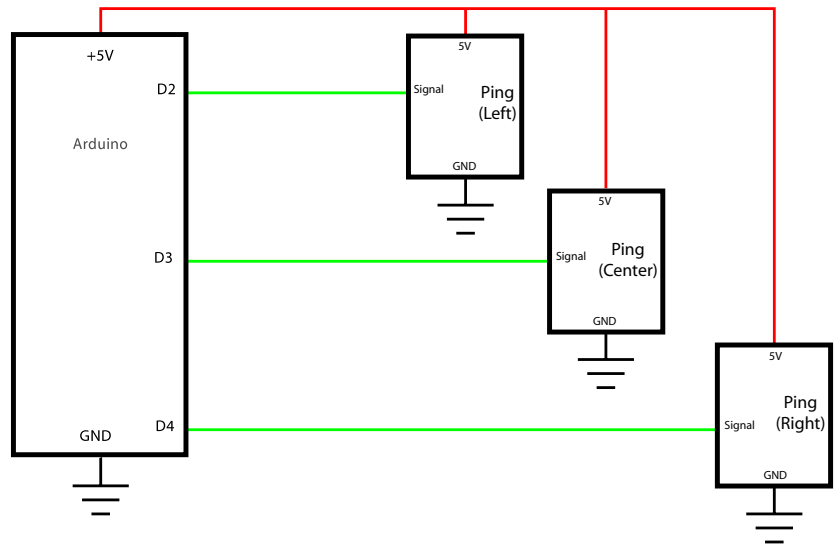 +5V
D2
Arduino
D3
D4
GND
5V
Signal
Ping
(Left)
GND
5V
Signal
Ping
(Center)
GND
5V
Signal
Ping
(Right)
GND